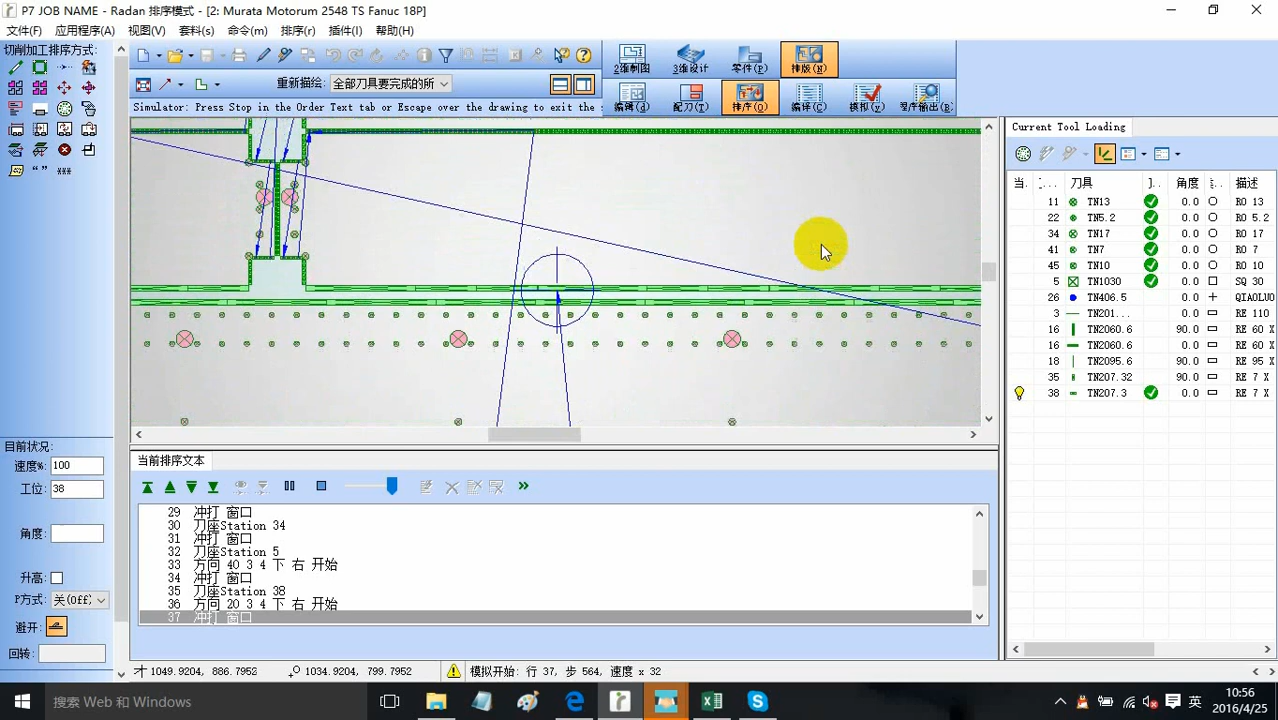 P7 JOB NAME - Radan 排序模式 - [2: Murata Motorum 2548 TS Fanuc 18P]
文件(F) 应用程序(A) 视图(V) 套料(s) 命令(m) 排序(r) 插件(I) 帮助(H)
切削加工排序方式:
2维制图 3维设计 零件(P) 排版(N)
重新描绘: 全部刀具要完成的所
编辑(E) 配刀(T) 排序(O) 编译(C) 模拟(V)
Simulator: Press Stop in the Order Text tab or Escape over the drawing to exit the s
Current Tool Loading
当. 刀具 角度 描述
11 TN13 0.0 RO 13
22 TN5.2 0.0 RO 5.2
34 TN17 0.0 RO 17
41 TN7 0.0 RO 7
45 TN10 0.0 RO 10
5 TN1030 0.0 SQ 30
26 TN406.5 0.0 QIAOLUO
3 TN201... 0.0 RE 110
16 TN2060.6 90.0 RE 60 X
16 TN2060.6 0.0 RE 60 X
18 TN2095.6 90.0 RE 95 X
35 TN207.32 90.0 RE 7 X
38 TN207.3 0.0 RE 7 X
目前状况:
速度%: 100
工位: 38
角度:
升高:
P方式: 关(Off)
避开:
回转:
当前排序文本
29 冲打 窗口
30 刀座Station 34
31 冲打 窗口
32 刀座Station 5
33 方向 40 3 4 下 右 开始
34 冲打 窗口
35 刀座Station 38
36 方向 20 3 4 下 右 开始
37 冲打 窗口
1049.9204, 886.7952 1034.9204, 799.7952 模拟开始: 行 37, 步 564, 速度 x 32
搜索 Web 和 Windows
英
10:56
2016/4/25